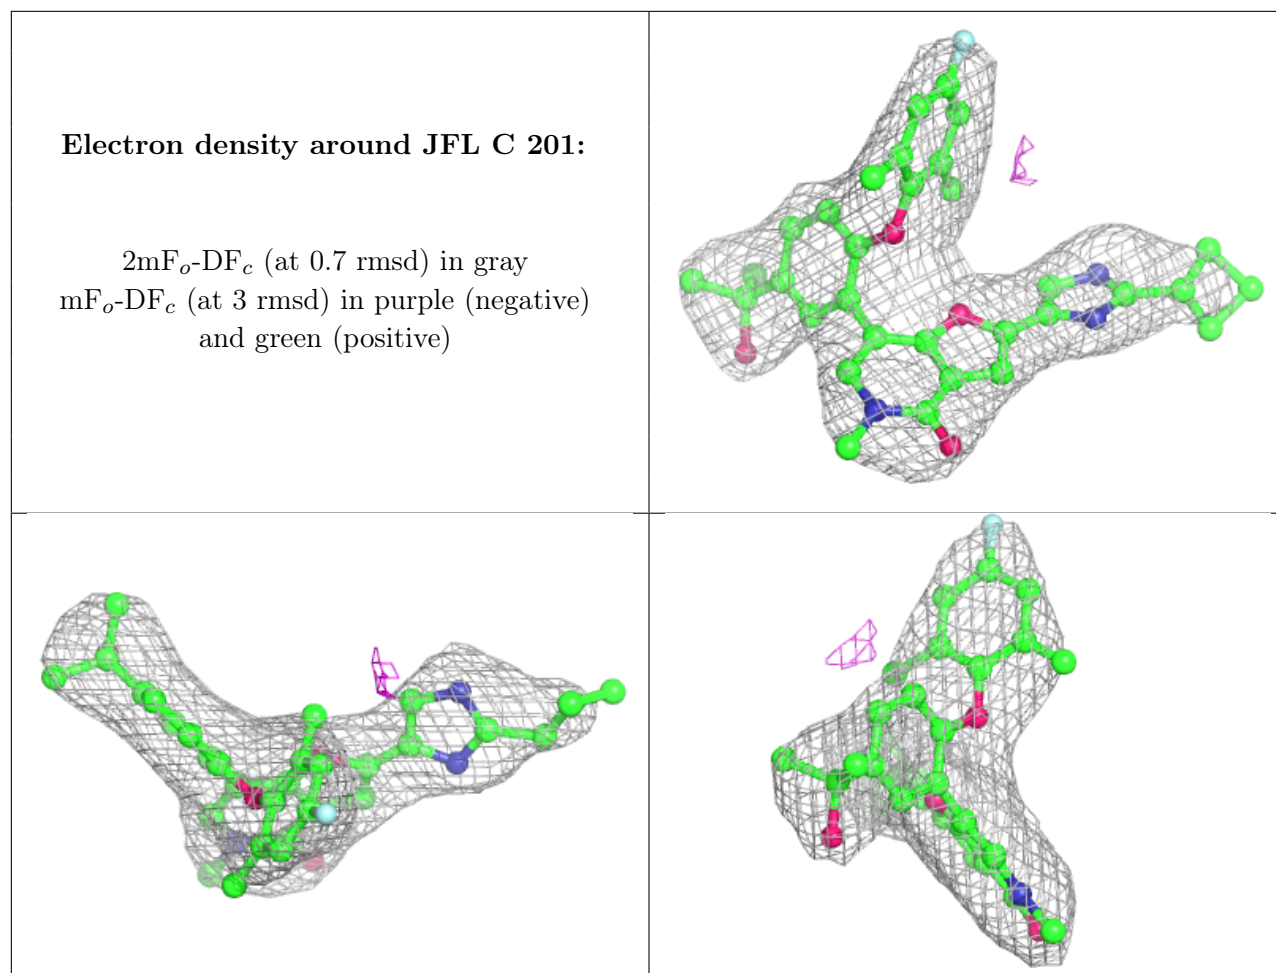 Electron density around JFL C 201:
2mFo-DFc (at 0.7 rmsd) in gray
mFo-DFc (at 3 rmsd) in purple (negative)
and green (positive)